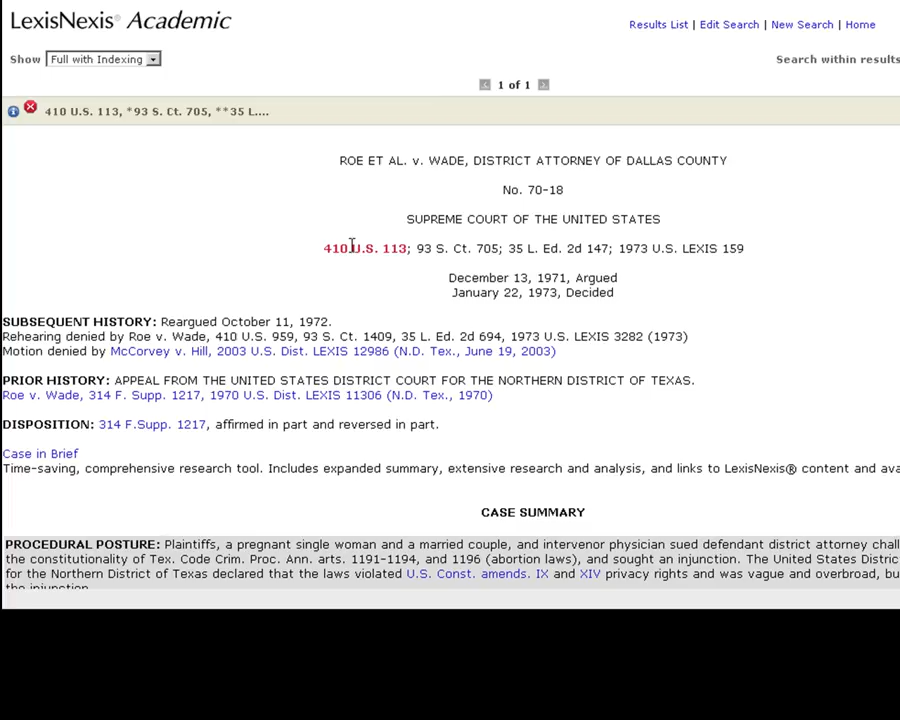 LexisNexis® Academic
Results List | Edit Search | New Search | Home
Show Full with Indexing
Search within results
1 of 1
410 U.S. 113, *93 S. Ct. 705, **35 L....
ROE ET AL. v. WADE, DISTRICT ATTORNEY OF DALLAS COUNTY
No. 70-18
SUPREME COURT OF THE UNITED STATES
410 U.S. 113; 93 S. Ct. 705; 35 L. Ed. 2d 147; 1973 U.S. LEXIS 159
December 13, 1971, Argued
January 22, 1973, Decided
SUBSEQUENT HISTORY: Reargued October 11, 1972.
Rehearing denied by Roe v. Wade, 410 U.S. 959, 93 S. Ct. 1409, 35 L. Ed. 2d 694, 1973 U.S. LEXIS 3282 (1973)
Motion denied by McCorvey v. Hill, 2003 U.S. Dist. LEXIS 12986 (N.D. Tex., June 19, 2003)
PRIOR HISTORY: APPEAL FROM THE UNITED STATES DISTRICT COURT FOR THE NORTHERN DISTRICT OF TEXAS.
Roe v. Wade, 314 F. Supp. 1217, 1970 U.S. Dist. LEXIS 11306 (N.D. Tex., 1970)
DISPOSITION: 314 F.Supp. 1217, affirmed in part and reversed in part.
Case in Brief
Time-saving, comprehensive research tool. Includes expanded summary, extensive research and analysis, and links to LexisNexis® content and ava
CASE SUMMARY
PROCEDURAL POSTURE: Plaintiffs, a pregnant single woman and a married couple, and intervenor physician sued defendant district attorney chall
the constitutionality of Tex. Code Crim. Proc. Ann. arts. 1191-1194, and 1196 (abortion laws), and sought an injunction. The United States Distric
for the Northern District of Texas declared that the laws violated U.S. Const. amends. IX and XIV privacy rights and was vague and overbroad, bu
the injunction.